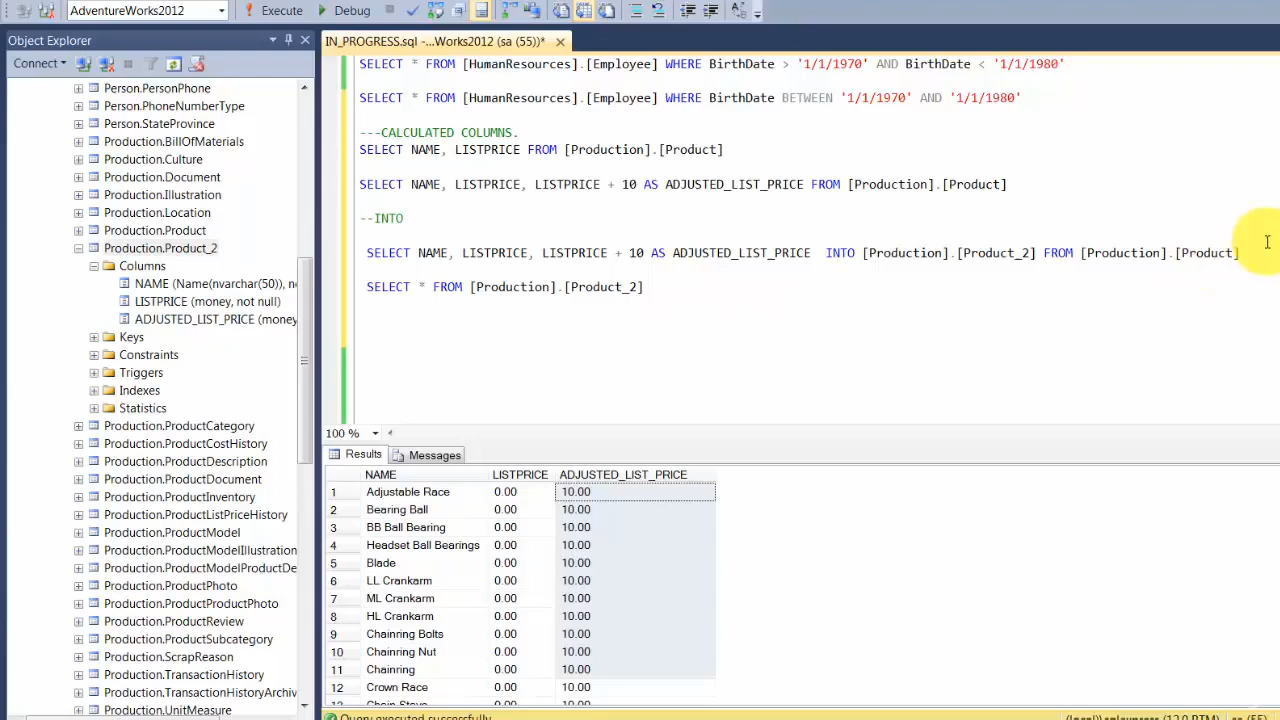 AdventureWorks2012
Execute
Debug
Object Explorer
Connect
Person.PersonPhone
Person.PhoneNumberType
Person.StateProvince
Production.BillOfMaterials
Production.Culture
Production.Document
Production.Illustration
Production.Location
Production.Product
Production.Product_2
Columns
NAME (Name(nvarchar(50)), n
LISTPRICE (money, not null)
ADJUSTED_LIST_PRICE (money
Keys
Constraints
Triggers
Indexes
Statistics
Production.ProductCategory
Production.ProductCostHistory
Production.ProductDescription
Production.ProductDocument
Production.ProductInventory
Production.ProductListPriceHistory
Production.ProductModel
Production.ProductModelIllustration
Production.ProductModelProductDe
Production.ProductPhoto
Production.ProductProductPhoto
Production.ProductReview
Production.ProductSubcategory
Production.ScrapReason
Production.TransactionHistory
Production.TransactionHistoryArchiv
Production.UnitMeasure
IN_PROGRESS.sql -...Works2012 (sa (55))*
SELECT * FROM [HumanResources].[Employee] WHERE BirthDate > '1/1/1970' AND BirthDate < '1/1/1980'
SELECT * FROM [HumanResources].[Employee] WHERE BirthDate BETWEEN '1/1/1970' AND '1/1/1980'
---CALCULATED COLUMNS.
SELECT NAME, LISTPRICE FROM [Production].[Product]
SELECT NAME, LISTPRICE, LISTPRICE + 10 AS ADJUSTED_LIST_PRICE FROM [Production].[Product]
--INTO
SELECT NAME, LISTPRICE, LISTPRICE + 10 AS ADJUSTED_LIST_PRICE  INTO [Production].[Product_2] FROM [Production].[Product]
SELECT * FROM [Production].[Product_2]
100 %
Results Messages
NAME LISTPRICE ADJUSTED_LIST_PRICE
1 Adjustable Race 0.00 10.00
2 Bearing Ball 0.00 10.00
3 BB Ball Bearing 0.00 10.00
4 Headset Ball Bearings 0.00 10.00
5 Blade 0.00 10.00
6 LL Crankarm 0.00 10.00
7 ML Crankarm 0.00 10.00
8 HL Crankarm 0.00 10.00
9 Chainring Bolts 0.00 10.00
10 Chainring Nut 0.00 10.00
11 Chainring 0.00 10.00
12 Crown Race 0.00 10.00
Chain Stays
Query executed successfully
(local)\sqlexpress (12.0 RTM) sa (55)